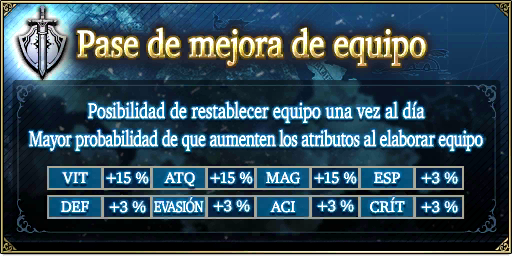 Pase de mejora de equipo
Posibilidad de restablecer equipo una vez al día
Mayor probabilidad de que aumenten los atributos al elaborar equipo
VIT +15 % ATQ +15 % MAG +15 % ESP +3 %
DEF +3 % EVASIÓN +3 % ACI +3 % CRÍT +3 %